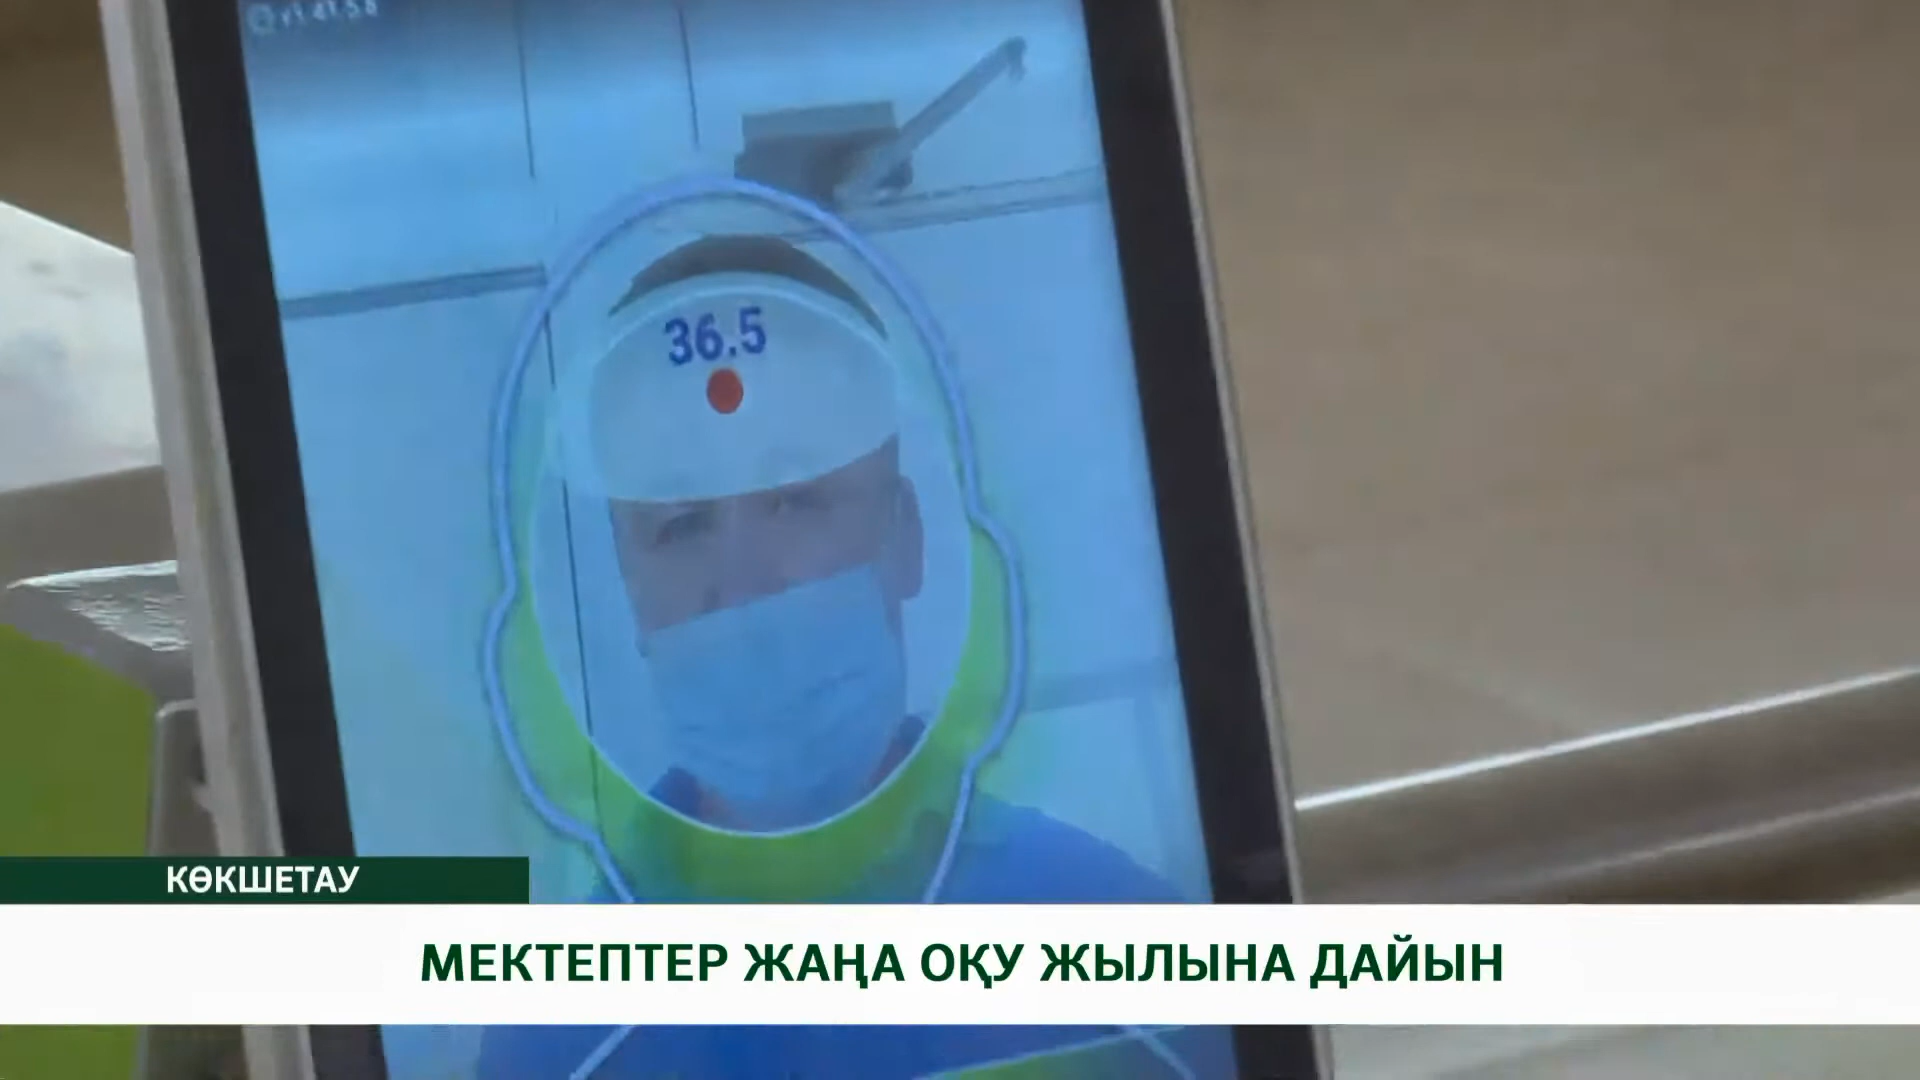 36.5
КӨКШЕТАУ
МЕКТЕПТЕР ЖАҢА ОҚУ ЖЫЛЫНА ДАЙЫН